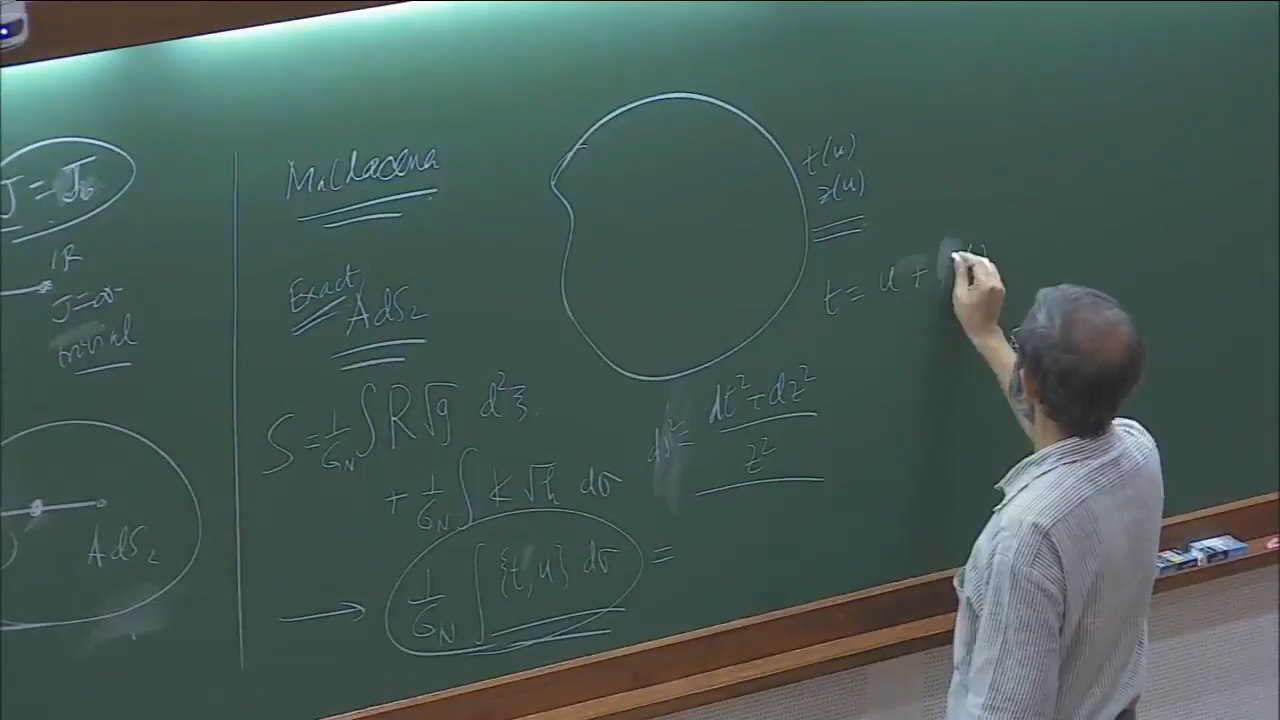 J = J₀
IR
J=∞
trivial
AdS₂
Maldacena
Exact
AdS₂
S = 1/G_N ∫ R √g d²ξ
+ 1/G_N ∫ K √h dσ
→ 1/G_N ∫ {t, u} dσ =
t(u)
z(u)
t = u +
ds² = (dt² + dz²)/z²